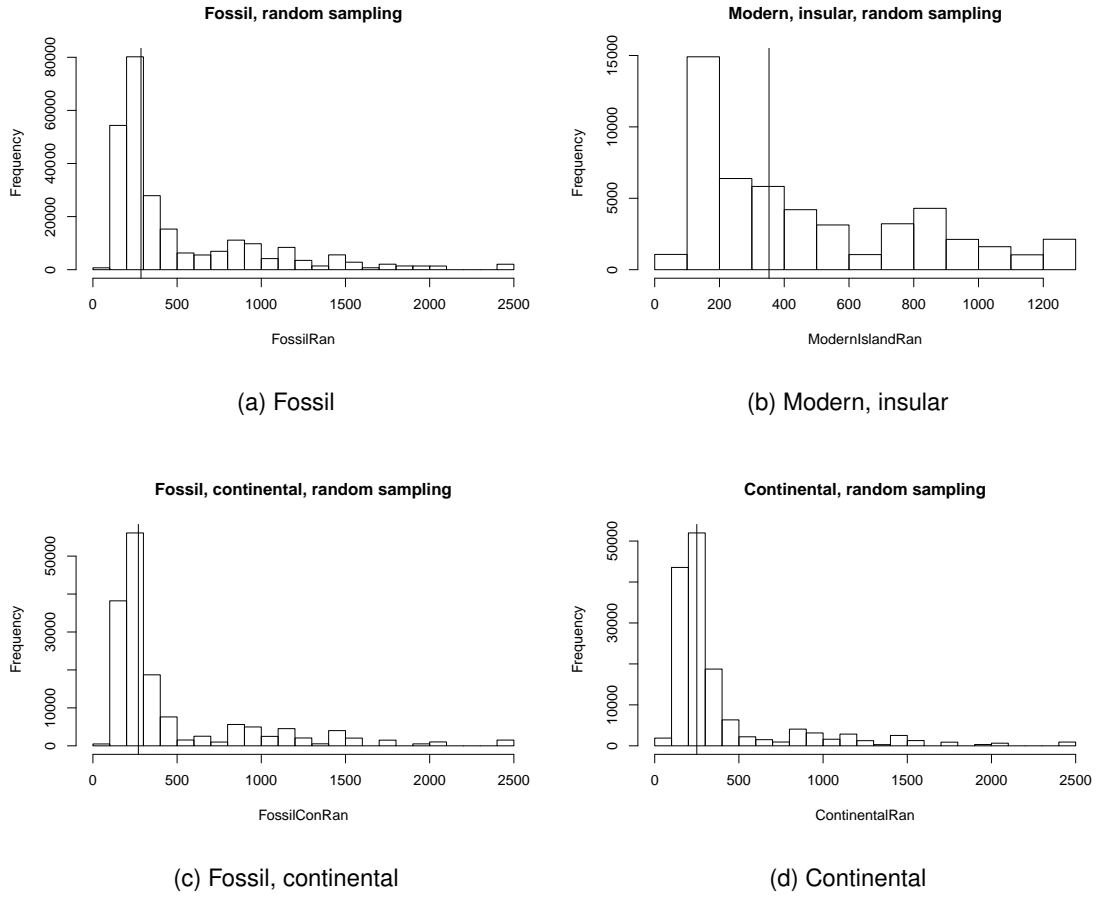 Fossil, random sampling
Frequency
0 20000 40000 60000 80000
0 500 1000 1500 2000 2500
FossilRan
(a) Fossil
Modern, insular, random sampling
Frequency
0 5000 10000 15000
0 200 400 600 800 1000 1200
ModernIslandRan
(b) Modern, insular
Fossil, continental, random sampling
Frequency
0 10000 30000 50000
0 500 1000 1500 2000 2500
FossilConRan
(c) Fossil, continental
Continental, random sampling
Frequency
0 10000 30000 50000
0 500 1000 1500 2000 2500
ContinentalRan
(d) Continental